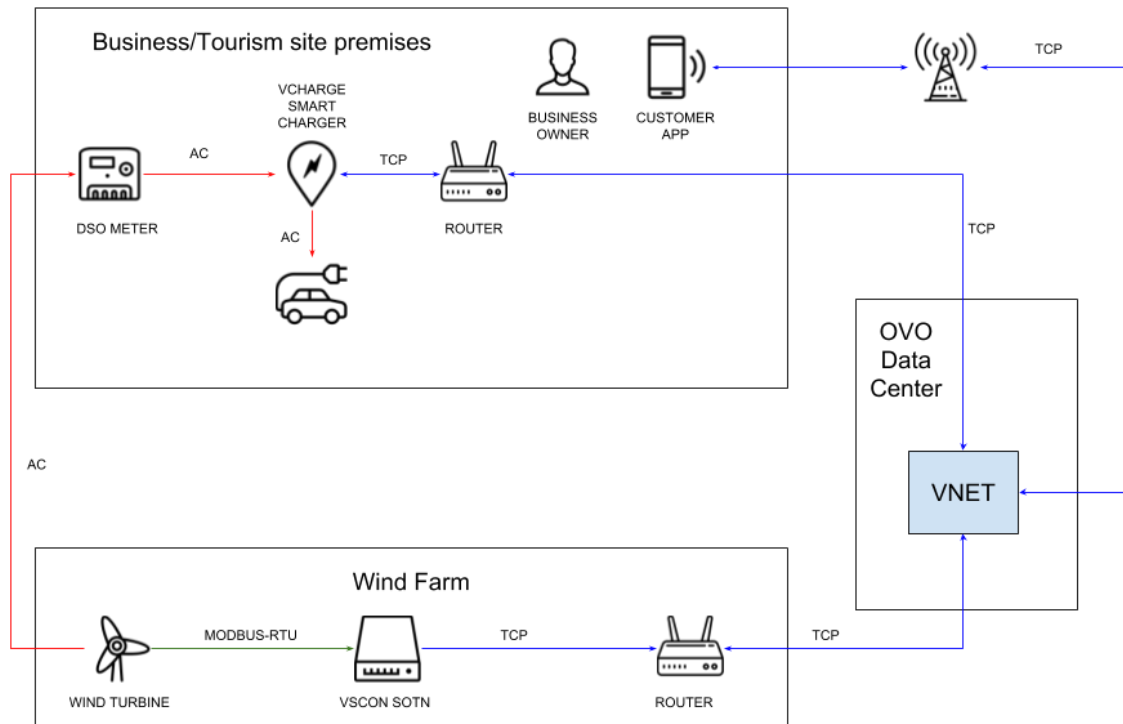 Business/Tourism site premises
TCP
VCHARGE
SMART
CHARGER
BUSINESS
OWNER
CUSTOMER
APP
AC
TCP
DSO METER
ROUTER
TCP
AC
OVO
Data
Center
AC
VNET
Wind Farm
MODBUS-RTU
TCP
TCP
WIND TURBINE
VSCON SOTN
ROUTER